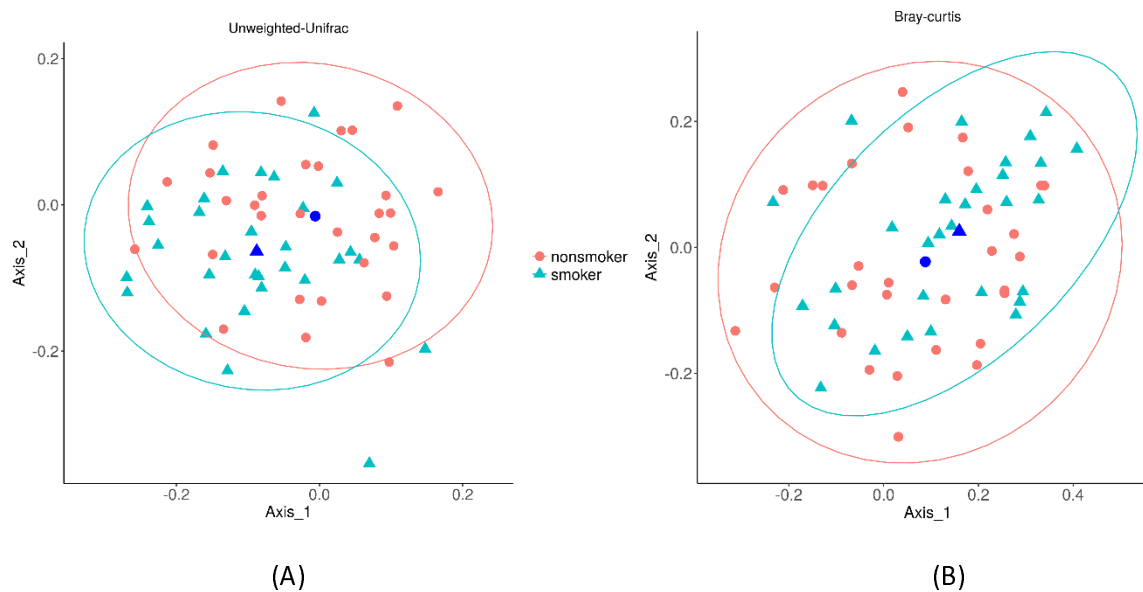 Unweighted-Unifrac
0.2
0.0
-0.2
Axis_2
-0.2
0.0
0.2
Axis_1
nonsmoker
smoker
(A)
Bray-curtis
0.2
0.0
-0.2
Axis_2
-0.2
0.0
0.2
0.4
Axis_1
(B)